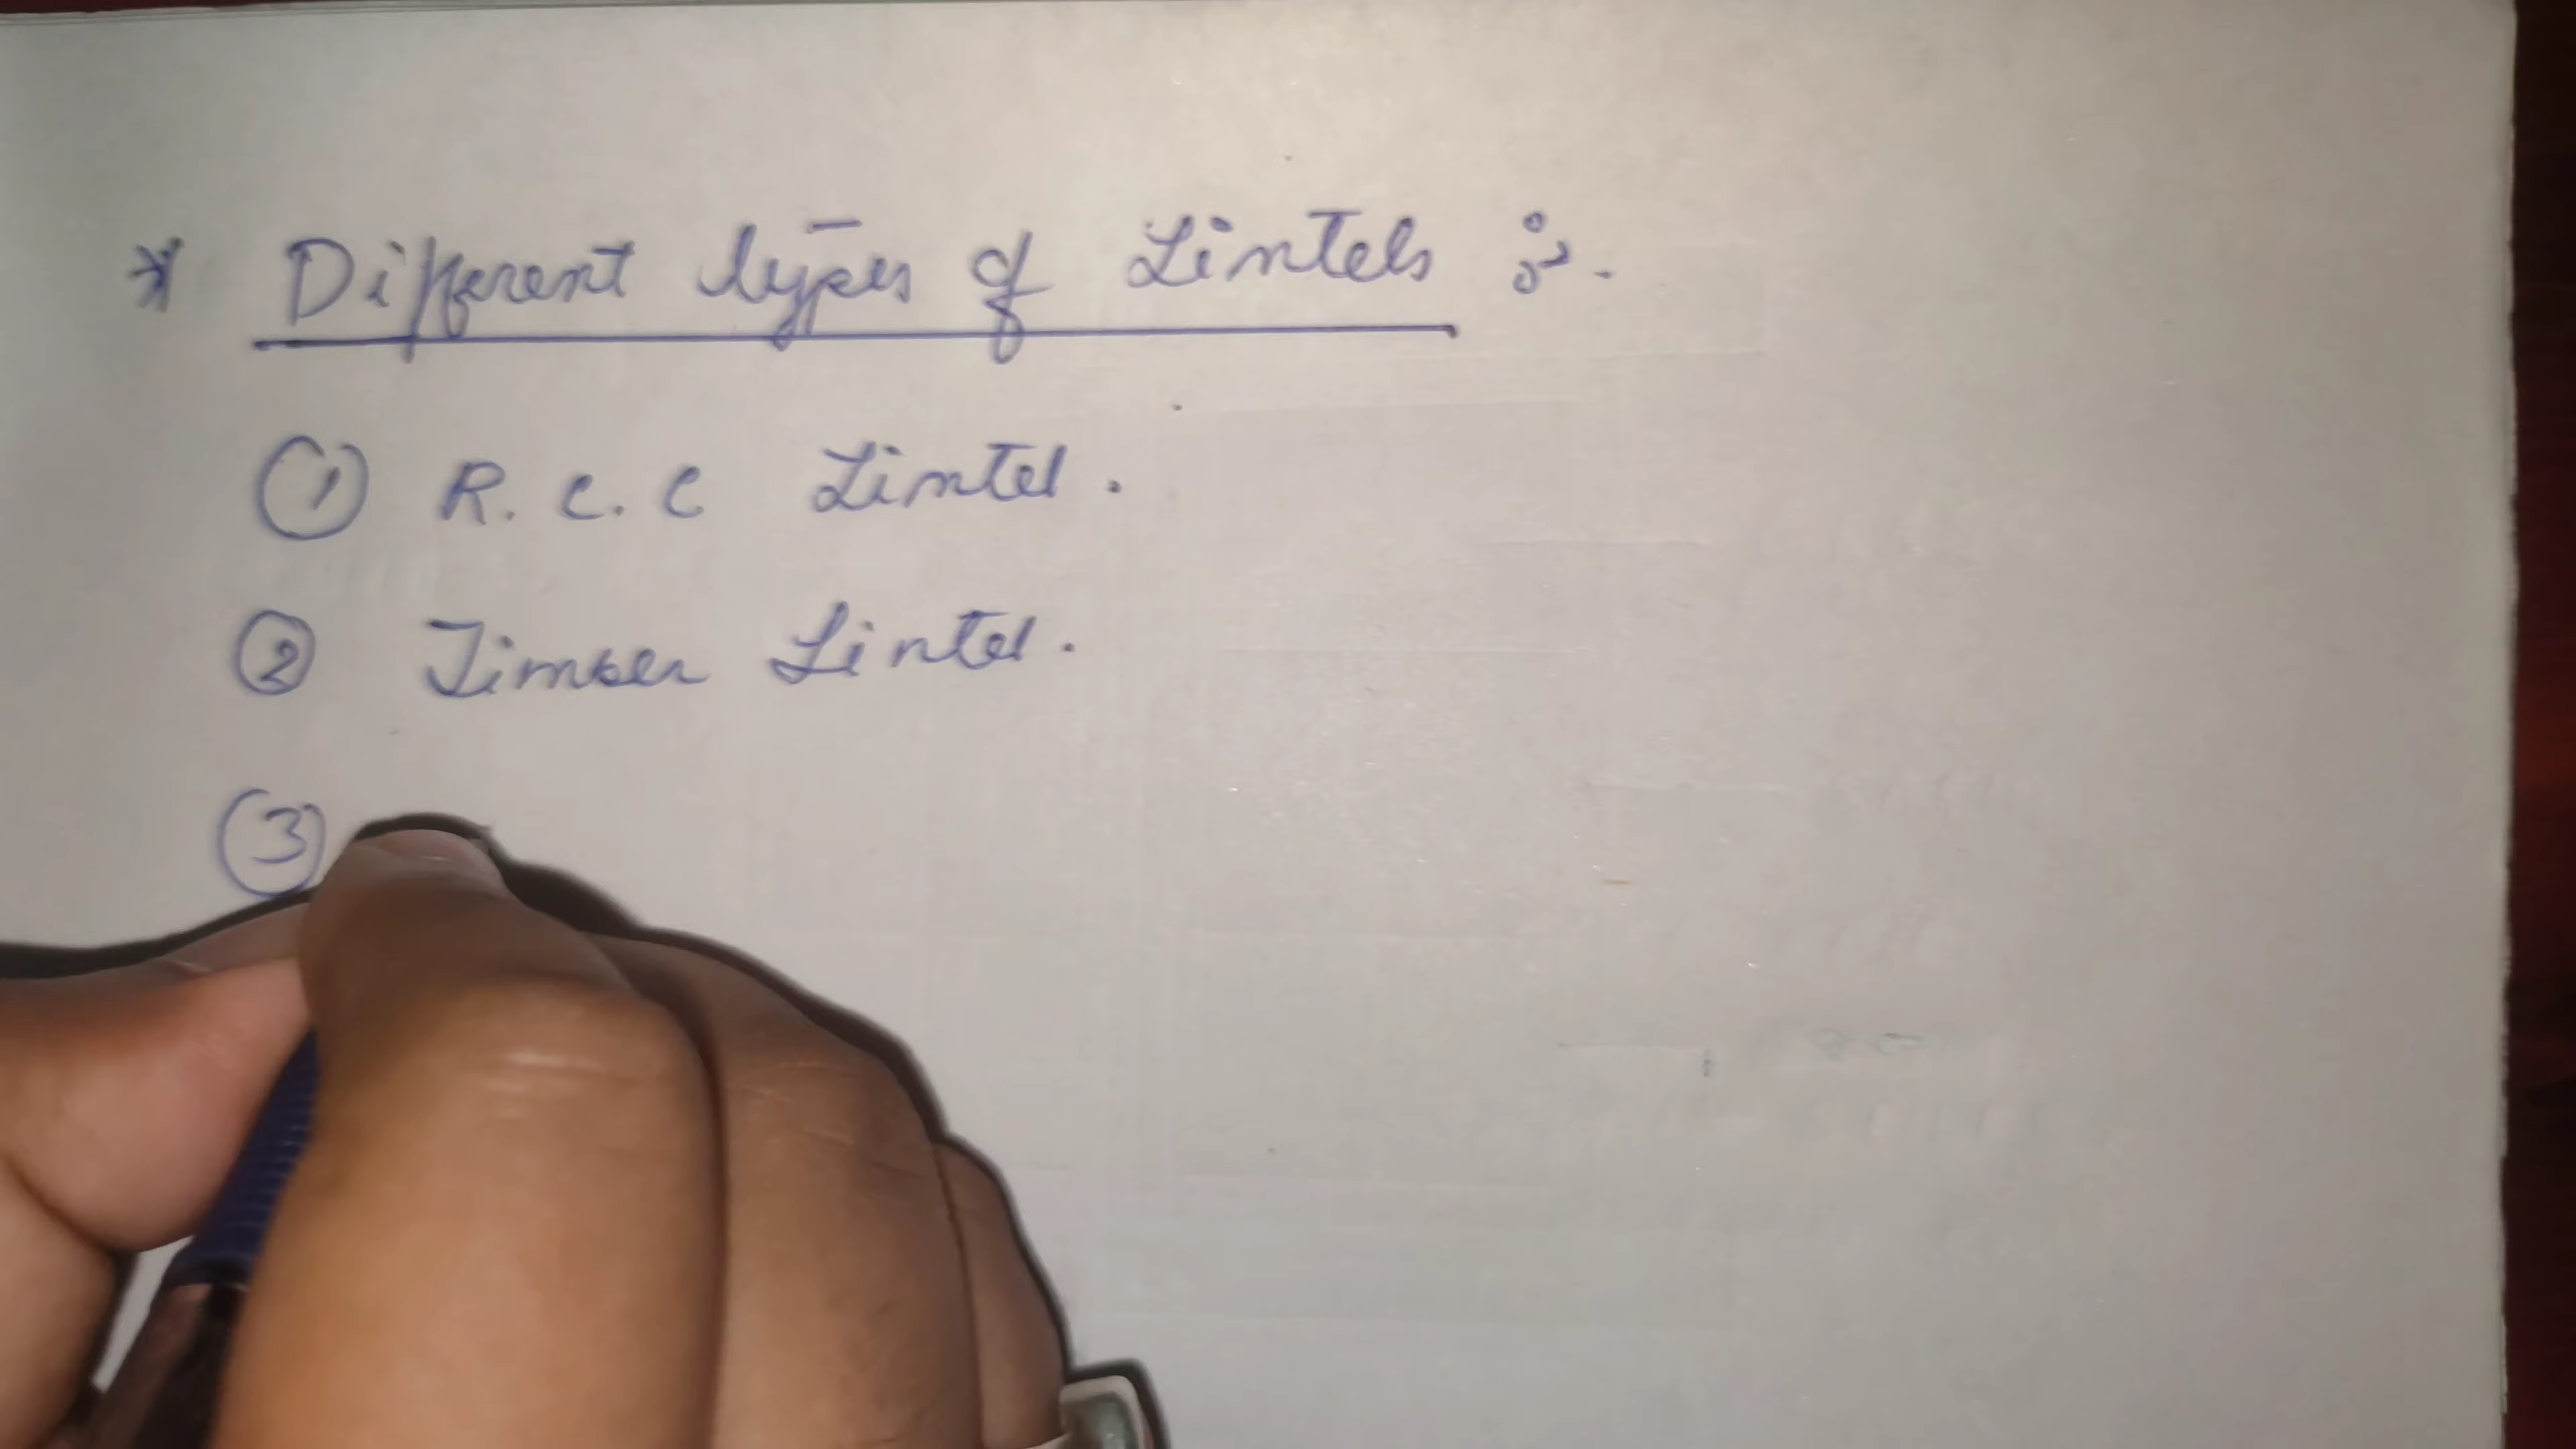 * Different types of Lintels :-
① R.C.C Lintel.
② Timber Lintel.
③